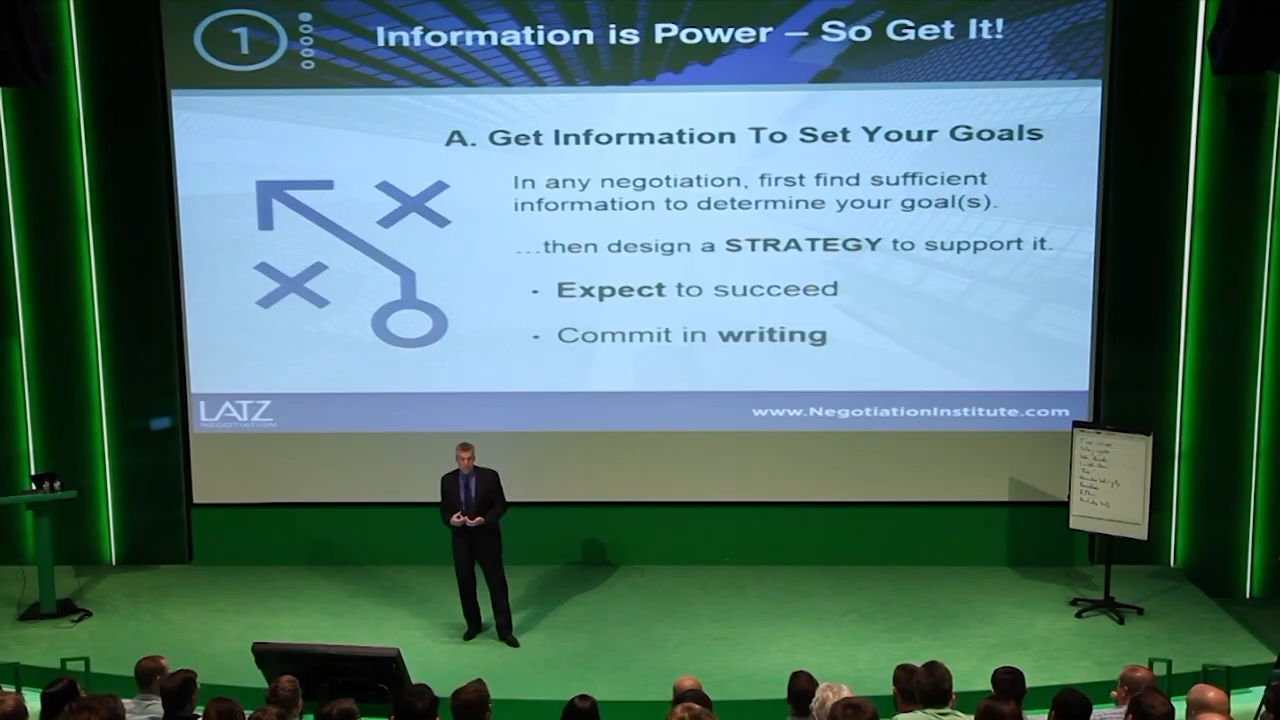 1
Information is Power – So Get It!
A. Get Information To Set Your Goals
In any negotiation, first find sufficient
information to determine your goal(s).
...then design a STRATEGY to support it.
• Expect to succeed
• Commit in writing
LATZ
NEGOTIATION
www.NegotiationInstitute.com